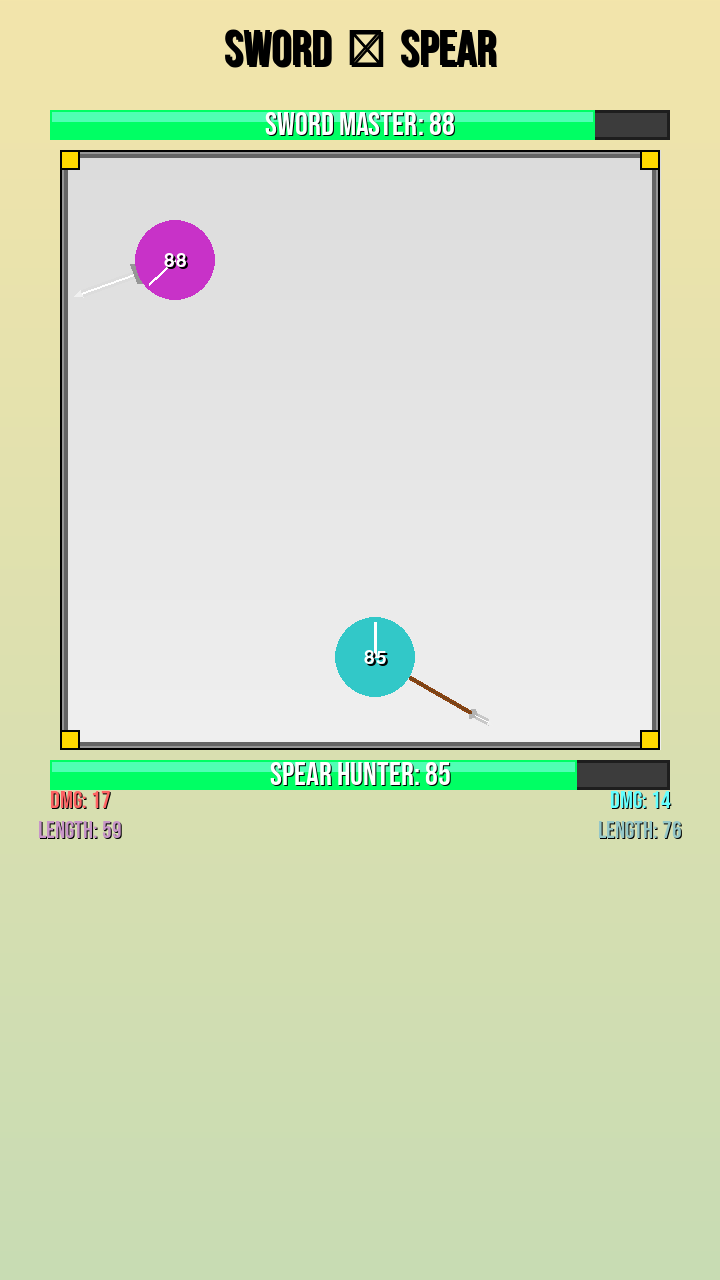 SWORD SPEAR
SWORD MASTER: 88
88
85
SPEAR HUNTER: 85
DMG: 17 DMG: 14
LENGTH: 59 LENGTH: 76